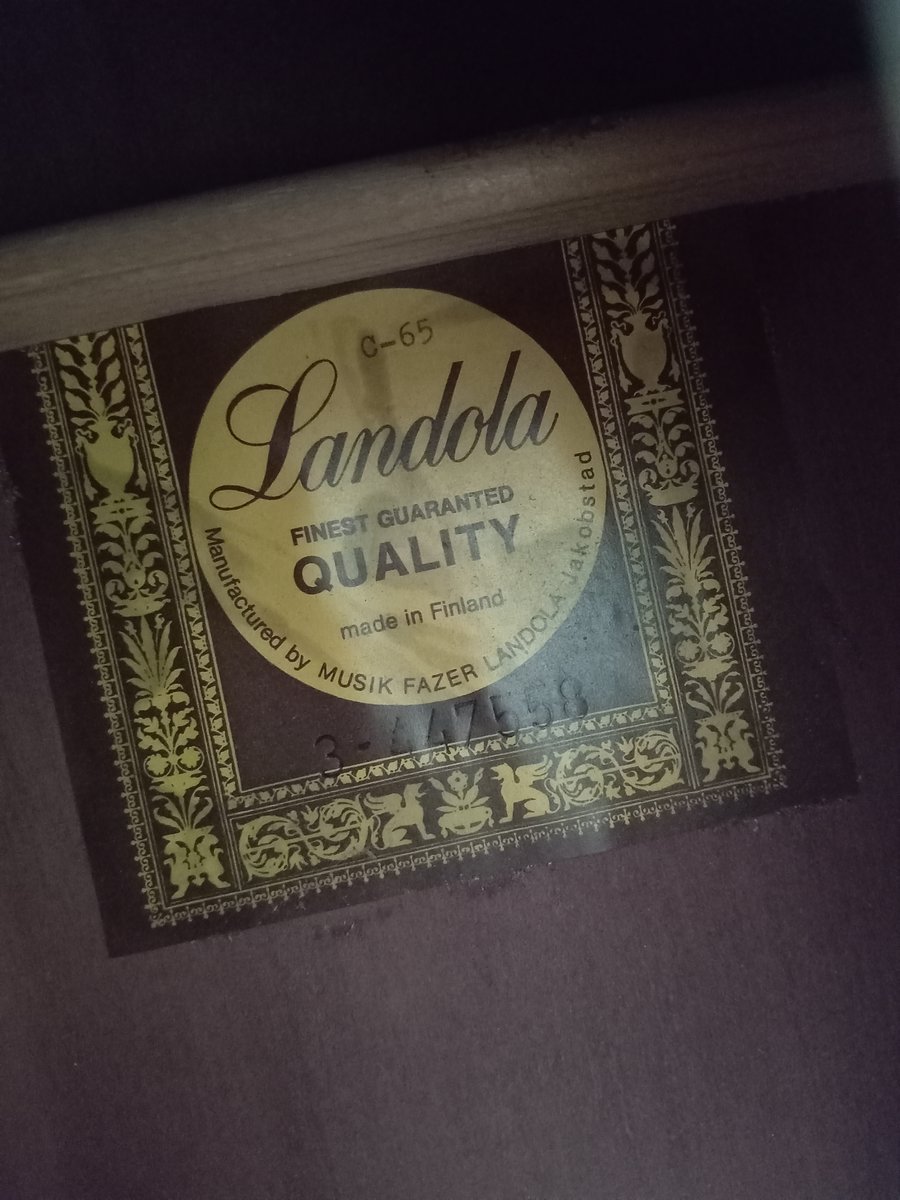 C-65
Landola
FINEST GUARANTED
QUALITY
made in Finland
Manufactured by MUSIK FAZER LANDOLA Jakobstad
3-447558